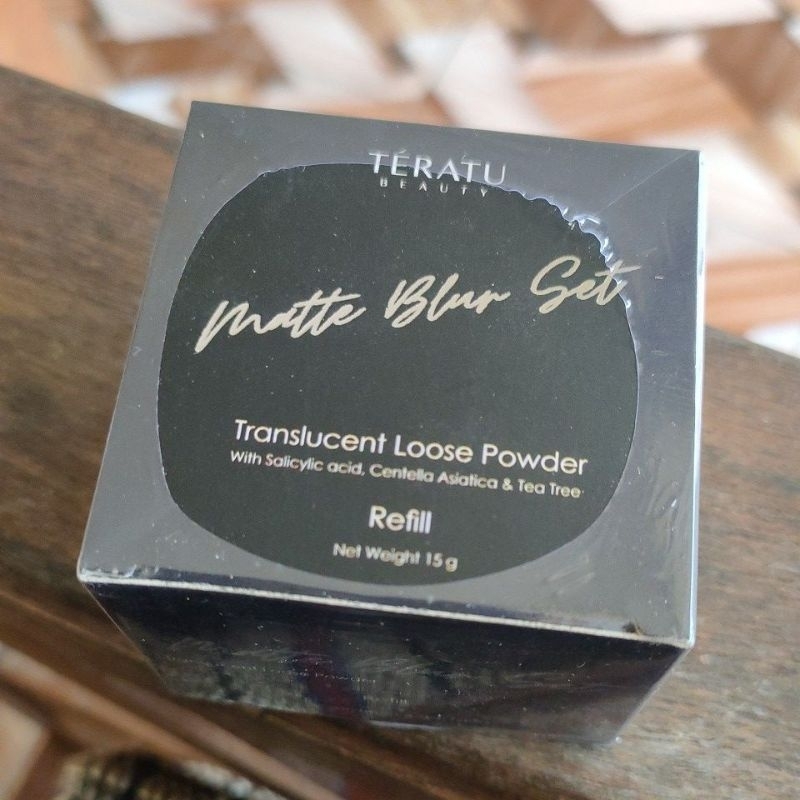 TÉRATU
BEAUTY
Matte Blur Set
Translucent Loose Powder
With Salicylic acid, Centella Asiatica & Tea Tree
Refill
Net Weight 15 g